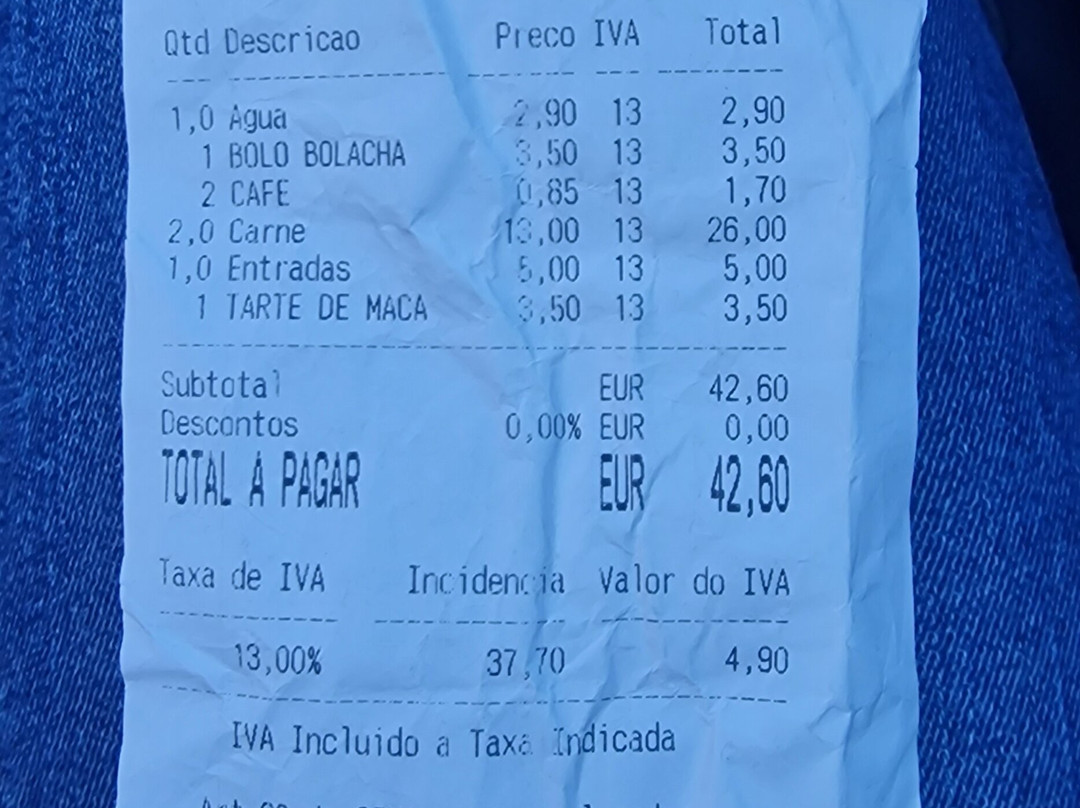 Qtd Descricao Preco IVA Total
1,0 Agua 2,90 13 2,90
1 BOLO BOLACHA 3,50 13 3,50
2 CAFE 0,85 13 1,70
2,0 Carne 13,00 13 26,00
1,0 Entradas 5,00 13 5,00
1 TARTE DE MACA 3,50 13 3,50
Subtotal EUR 42,60
Descontos 0,00% EUR 0,00
TOTAL A PAGAR EUR 42,60
Taxa de IVA Incidencia Valor do IVA
13,00% 37,70 4,90
IVA Incluido a Taxa Indicada